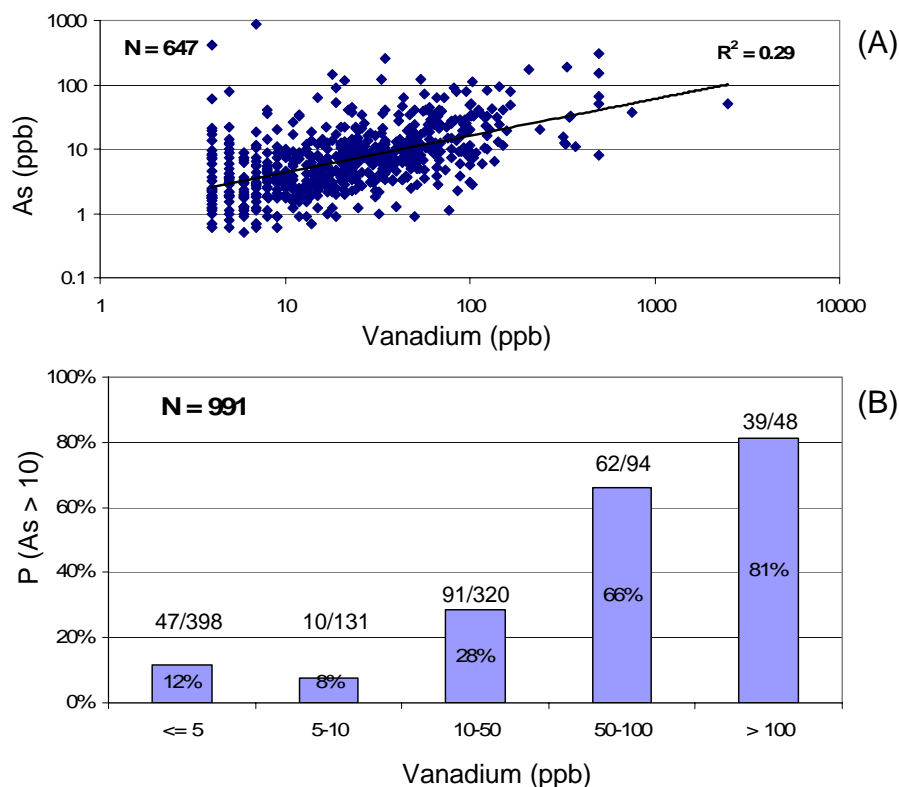 N = 647
R² = 0.29
(A)
1000
100
10
1
0.1
As (ppb)
1 10 100 1000 10000
Vanadium (ppb)
(B)
N = 991
100%
80%
60%
40%
20%
0%
P (As > 10)
47/398 10/131 91/320 62/94 39/48
12% 8% 28% 66% 81%
<= 5 5-10 10-50 50-100 > 100
Vanadium (ppb)